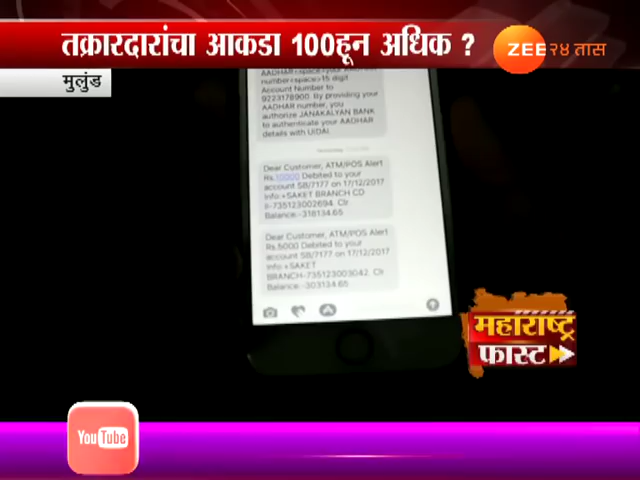 तक्रारदारांचा आकडा 100हून अधिक ?
ZEE २४ तास
मुलुंड
AADHAR<space>your AADHAR
number<space>15 digit
Account Number to
9223178900. By providing your
AADHAR number, you
authorize JANAKALYAN BANK
to authenticate your AADHAR
details with UIDAI.
Dear Customer, ATM/POS Alert
Rs.10000 Debited to your
account SB/7177 on 17/12/2017
Info:+SAKET BRANCH CD
II-735123002694. Clr
Balance:-318134.65
Dear Customer, ATM/POS Alert
Rs.5000 Debited to your
account SB/7177 on 17/12/2017
Info:+SAKET
BRANCH-735123003042. Clr
Balance:-303134.65
महाराष्ट्र
फास्ट
YouTube